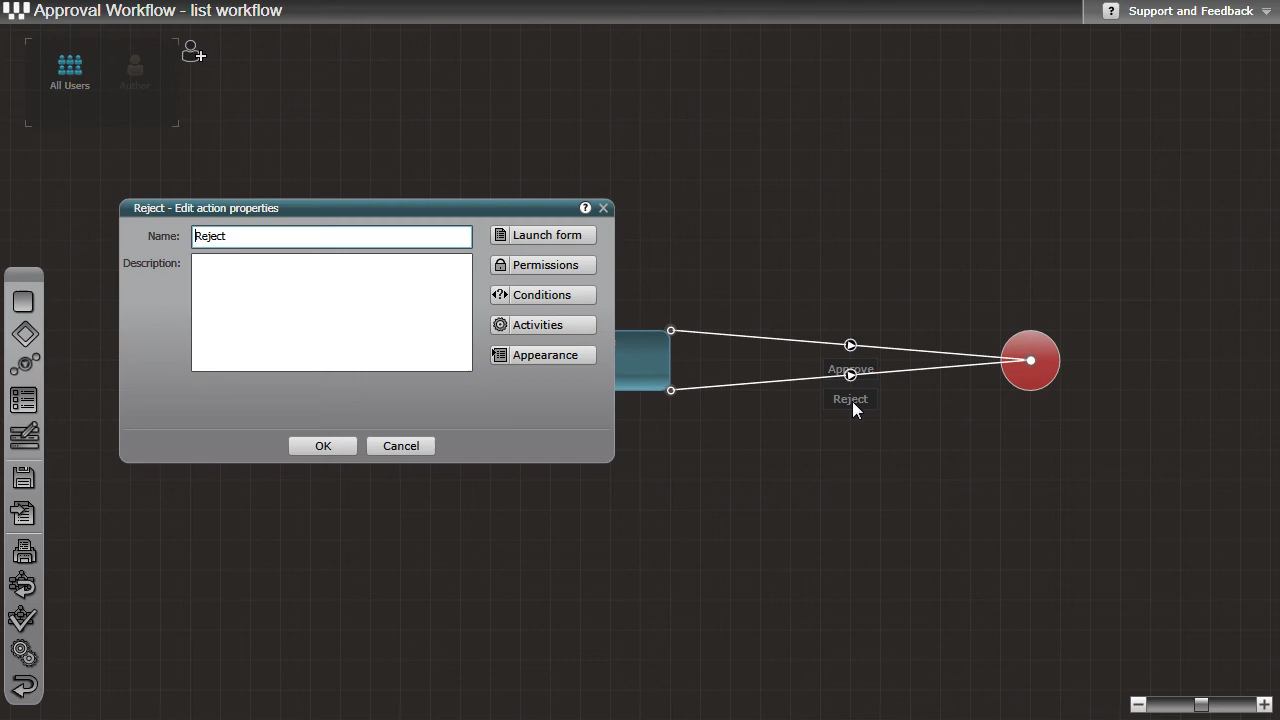 Approval Workflow - list workflow
? Support and Feedback
All Users
Author
Reject - Edit action properties
?
Name:
Reject
Launch form
Description:
Permissions
Conditions
Activities
Appearance
Approve
Reject
OK
Cancel